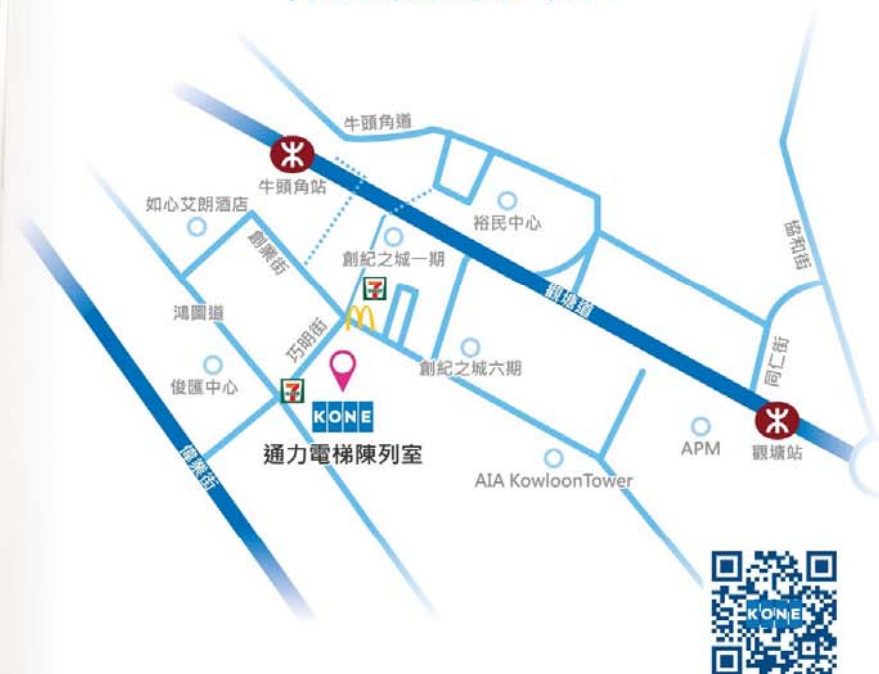 牛頭角道
牛頭角站
如心艾朗酒店
裕民中心
協和街
創業街
創紀之城一期
7
觀塘道
鴻圖道
巧明街
創紀之城六期
同仁街
俊匯中心
7
KONE
通力電梯陳列室
APM
觀塘站
偉業街
AIA KowloonTower
KONE